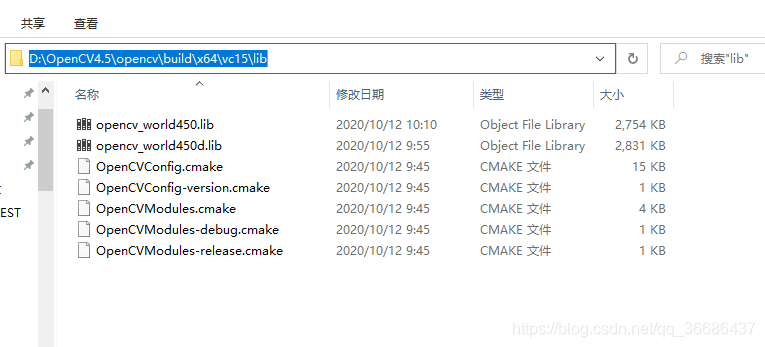 共享 查看
D:\OpenCV4.5\opencv\build\x64\vc15\lib 搜索"lib"
名称 修改日期 类型 大小
opencv_world450.lib 2020/10/12 10:10 Object File Library 2,754 KB
opencv_world450d.lib 2020/10/12 9:55 Object File Library 2,831 KB
OpenCVConfig.cmake 2020/10/12 9:45 CMAKE 文件 15 KB
OpenCVConfig-version.cmake 2020/10/12 9:45 CMAKE 文件 1 KB
EST OpenCVModules.cmake 2020/10/12 9:45 CMAKE 文件 4 KB
OpenCVModules-debug.cmake 2020/10/12 9:45 CMAKE 文件 1 KB
OpenCVModules-release.cmake 2020/10/12 9:45 CMAKE 文件 1 KB
https://blog.csdn.net/qq_36686437